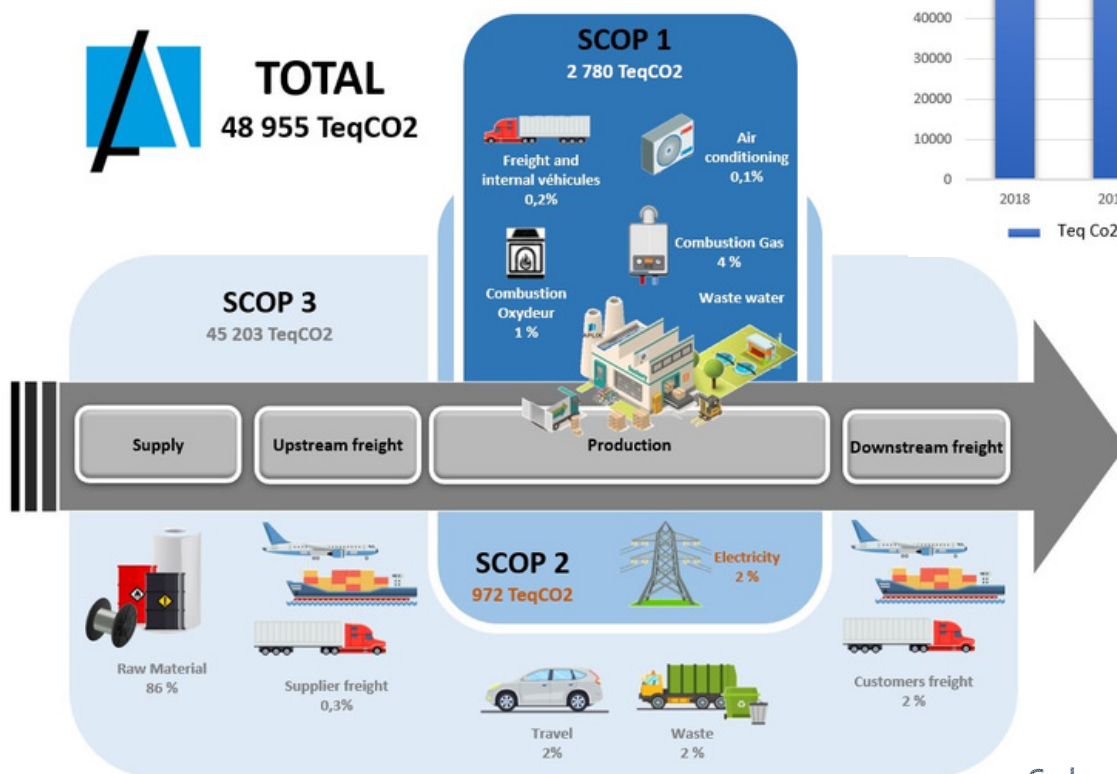 TOTAL
48 955 TeqCO2
SCOP 1
2 780 TeqCO2
Freight and
internal véhicules
0,2%
Air
conditioning
0,1%
Combustion
Oxydeur
1 %
Combustion Gas
4 %
Waste water
40000
30000
20000
10000
0
2018
Teq Co2
SCOP 3
45 203 TeqCO2
APLIX
Supply
Upstream freight
Production
Downstream freight
SCOP 2
972 TeqCO2
Electricity
2 %
Raw Material
86 %
Supplier freight
0,3%
Travel
2%
Waste
2 %
Customers freight
2 %